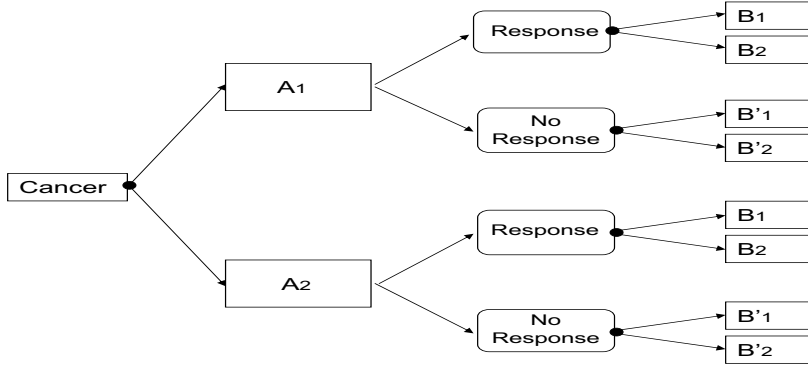 Cancer
A1
A2
Response
No
Response
Response
No
Response
B1
B2
B'1
B'2
B1
B2
B'1
B'2